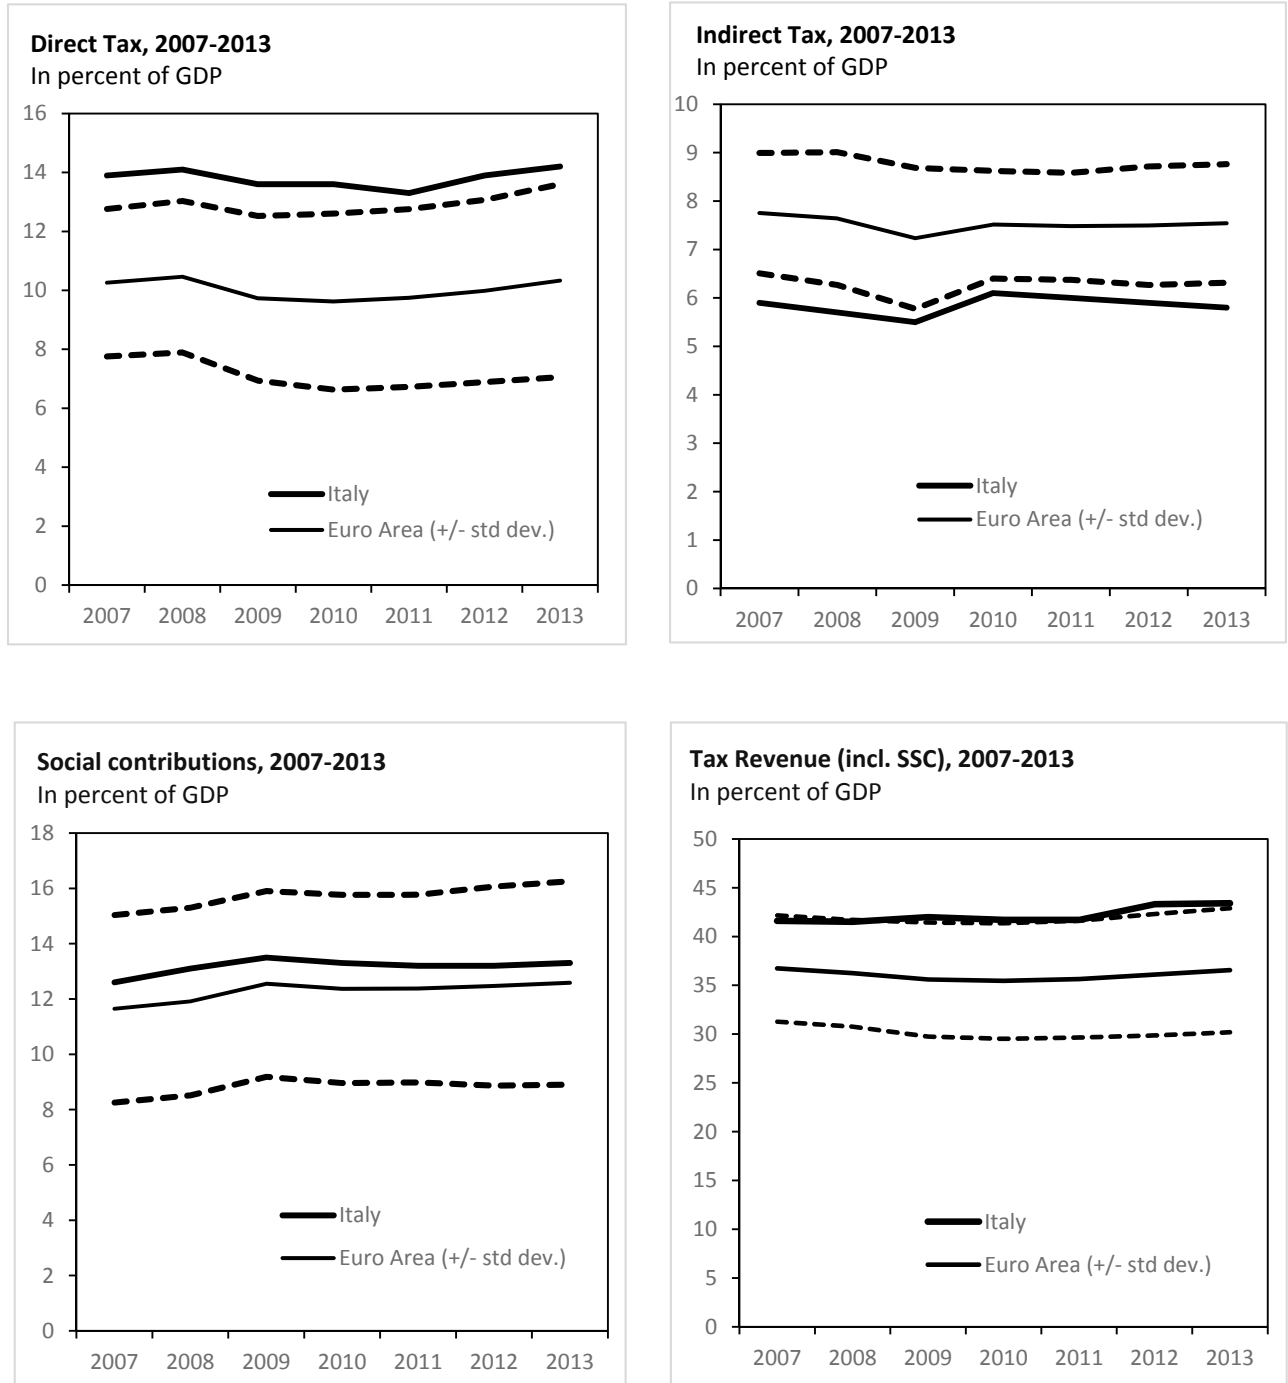 Direct Tax, 2007-2013
In percent of GDP
16
14
12
10
8
6
4
2
0
2007 2008 2009 2010 2011 2012 2013
Italy
Euro Area (+/- std dev.)
Indirect Tax, 2007-2013
In percent of GDP
10
9
8
7
6
5
4
3
2
1
0
2007 2008 2009 2010 2011 2012 2013
Italy
Euro Area (+/- std dev.)
Social contributions, 2007-2013
In percent of GDP
18
16
14
12
10
8
6
4
2
0
2007 2008 2009 2010 2011 2012 2013
Italy
Euro Area (+/- std dev.)
Tax Revenue (incl. SSC), 2007-2013
In percent of GDP
50
45
40
35
30
25
20
15
10
5
0
2007 2008 2009 2010 2011 2012 2013
Italy
Euro Area (+/- std dev.)